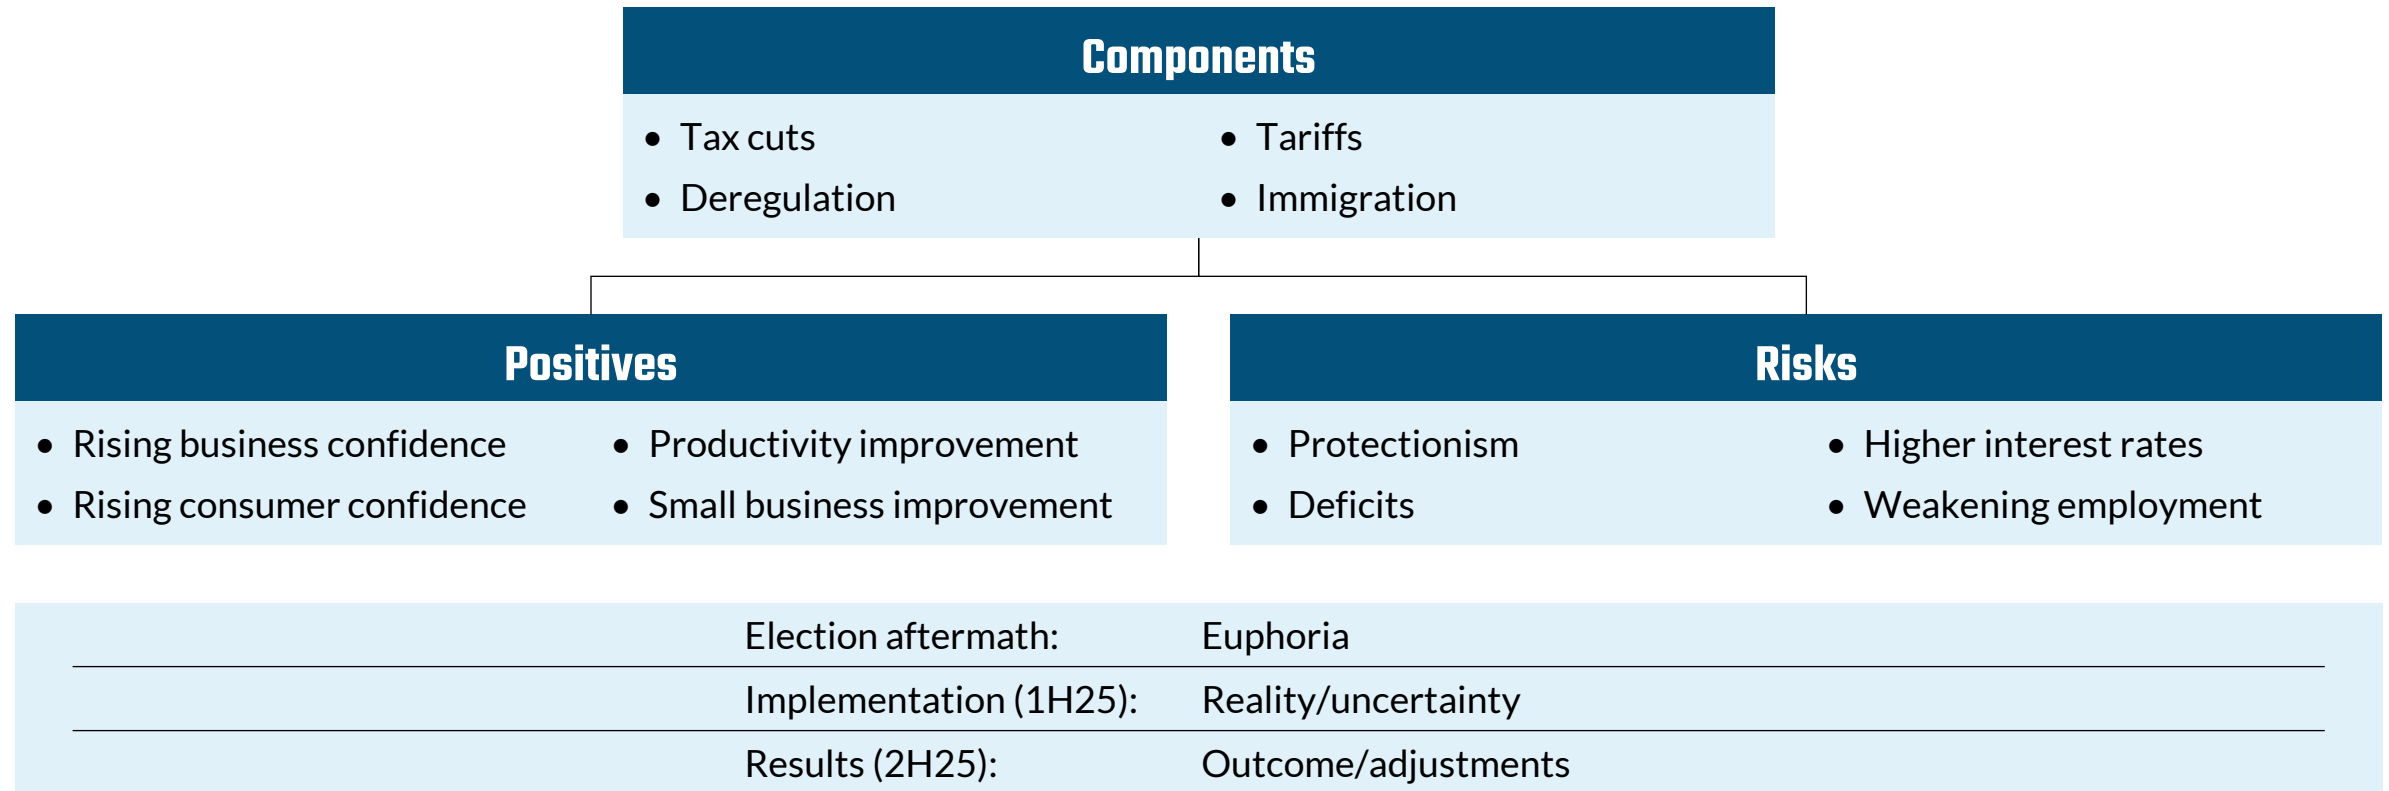 Components
• Tax cuts
• Deregulation
• Tariffs
• Immigration
Positives
• Rising business confidence
• Rising consumer confidence
• Productivity improvement
• Small business improvement
Risks
• Protectionism
• Deficits
• Higher interest rates
• Weakening employment
Election aftermath: Euphoria
Implementation (1H25): Reality/uncertainty
Results (2H25): Outcome/adjustments